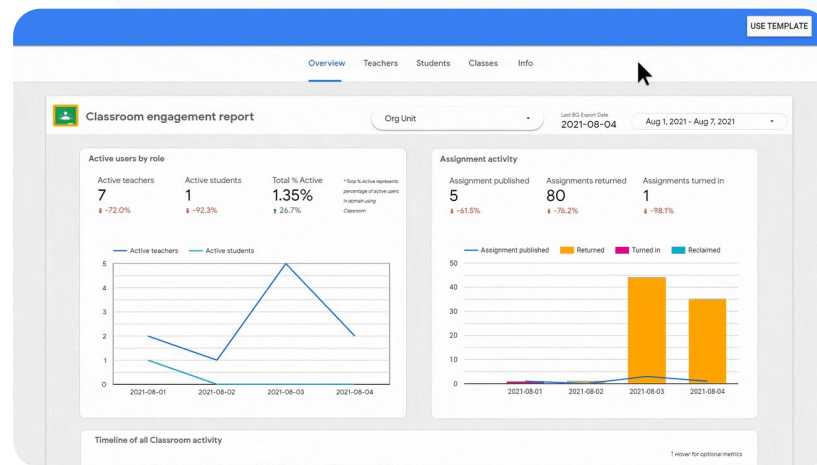 USE TEMPLATE
Overview Teachers Students Classes Info
Classroom engagement report
Org Unit
Last BQ Export Date
2021-08-04
Aug 1, 2021 - Aug 7, 2021
Active users by role
Active teachers
7
-72.0%
Active students
1
-92.3%
Total % Active
1.35%
26.7%
* Total % Active represents
percentage of active users
in domain using
Classroom
Active teachers Active students
5
4
3
2
1
0
2021-08-01 2021-08-02 2021-08-03 2021-08-04
Assignment activity
Assignment published
5
-61.5%
Assignments returned
80
-76.2%
Assignments turned in
1
-98.1%
Assignment published Returned Turned in Reclaimed
50
40
30
20
10
0
2021-08-01 2021-08-02 2021-08-03 2021-08-04
Timeline of all Classroom activity
↑ Hover for optional metrics